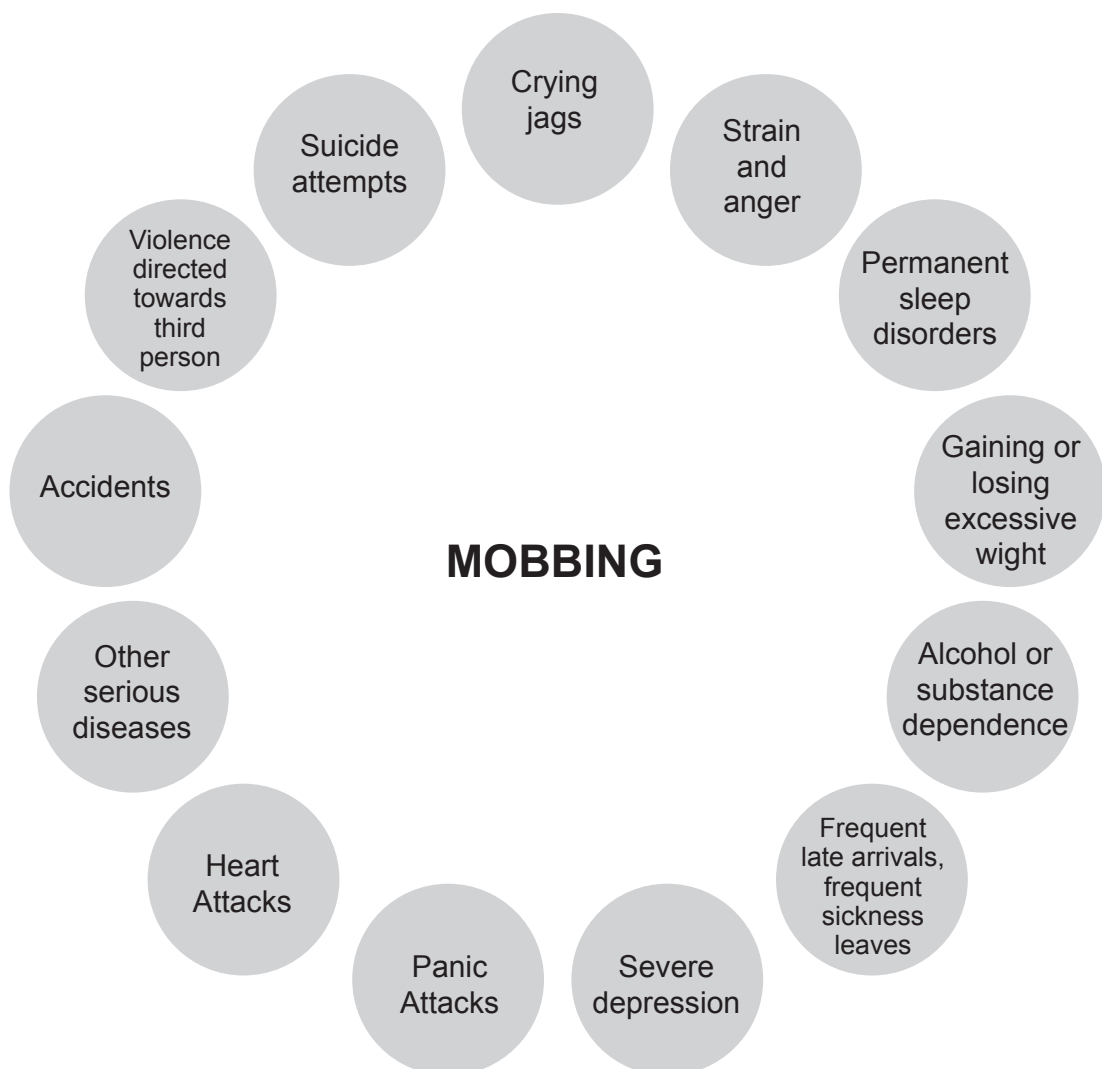 Crying
jags
Strain
and
anger
Permanent
sleep
disorders
Gaining or
losing
excessive
wight
Alcohol or
substance
dependence
Frequent
late arrivals,
frequent
sickness
leaves
Severe
depression
Panic
Attacks
Heart
Attacks
Other
serious
diseases
Accidents
Violence
directed
towards
third
person
Suicide
attempts
MOBBING